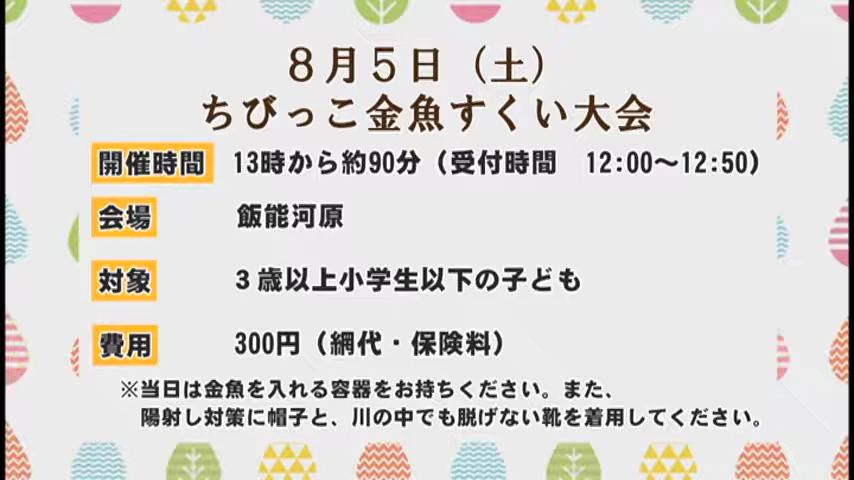 ８月５日（土）
ちびっこ金魚すくい大会
開催時間　13時から約90分（受付時間　12:00～12:50）
会場　飯能河原
対象　３歳以上小学生以下の子ども
費用　300円（網代・保険料）
※当日は金魚を入れる容器をお持ちください。また、
陽射し対策に帽子と、川の中でも脱げない靴を着用してください。